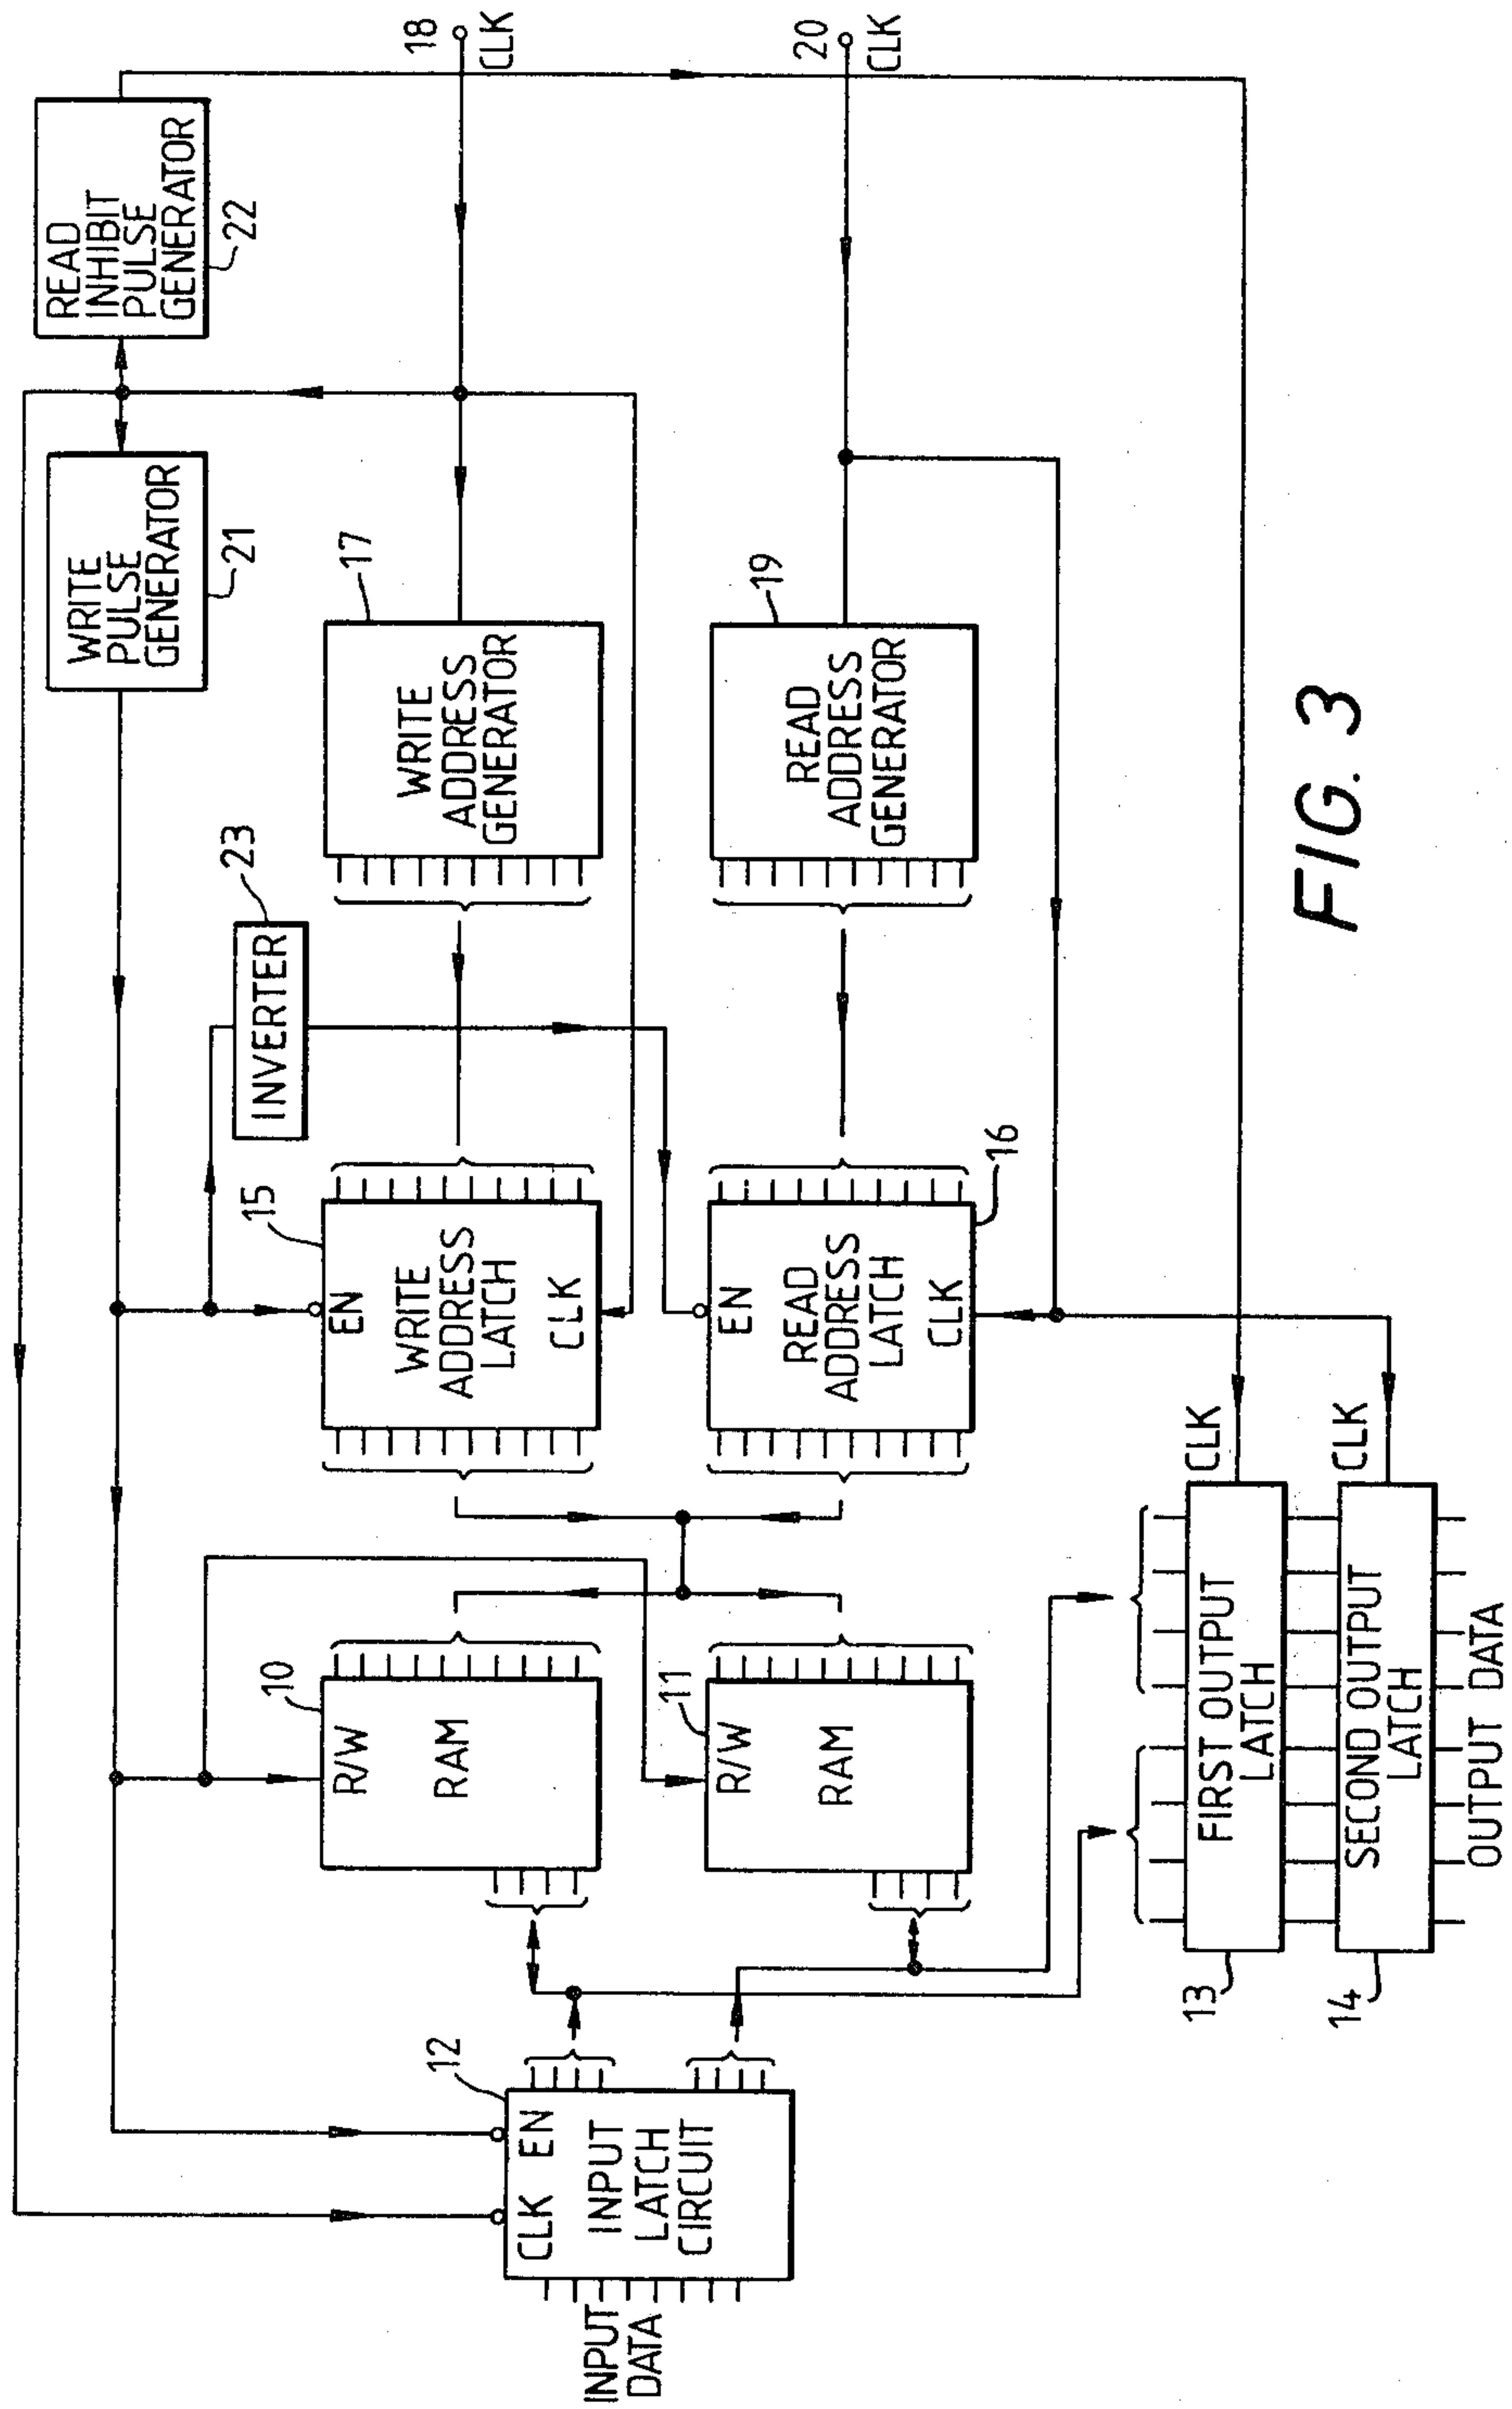 READ
INHIBIT
PULSE
GENERATOR
22
WRITE
PULSE
GENERATOR
21
18
CLK
20
CLK
17
WRITE
ADDRESS
GENERATOR
19
READ
ADDRESS
GENERATOR
23
INVERTER
15
EN
WRITE
ADDRESS
LATCH
CLK
16
EN
READ
ADDRESS
LATCH
CLK
10
R/W
RAM
11
R/W
RAM
12
CLK EN
INPUT
LATCH
CIRCUIT
INPUT
DATA
CLK
FIRST OUTPUT
LATCH
13
CLK
SECOND OUTPUT
LATCH
14
OUTPUT DATA
FIG. 3